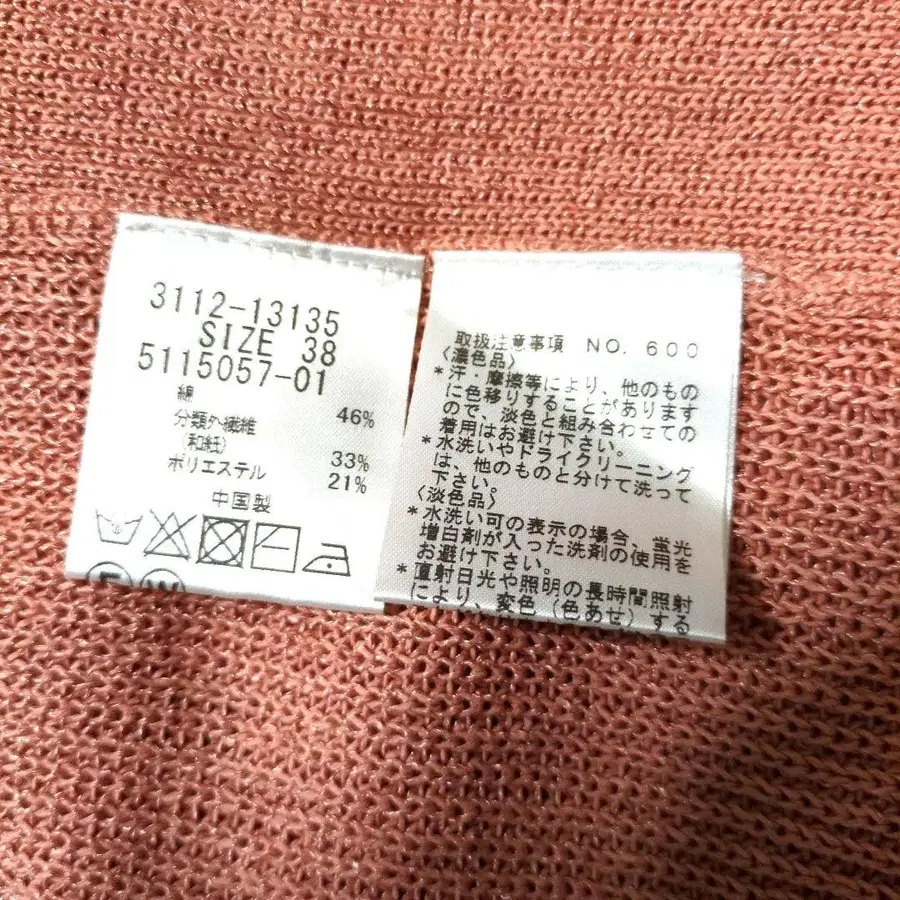 3112-13135
SIZE 38
5115057-01
綿 46%
分類外繊維
(和紙) 33%
ポリエステル 21%
中国製
取扱注意事項 NO. 600
〈濃色品〉
*汗・摩擦等により、他のもの
に色移りすることがあります
ので、淡色と組み合わせての
着用はお避け下さい。
*水洗いやドライクリーニング
は、他のものと分けて洗って
下さい。
〈淡色品〉
*水洗い可の表示の場合、蛍光
増白剤が入った洗剤の使用を
お避け下さい。
*直射日光や照明の長時間照射
により、変色(色あせ)する